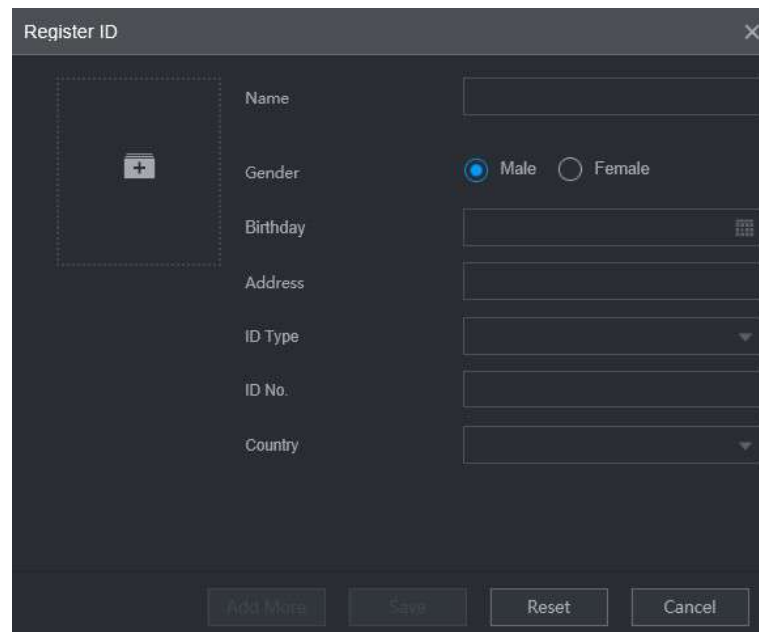 Register ID
Name
Gender Male Female
Birthday
Address
ID Type
ID No.
Country
Add More Save Reset Cancel